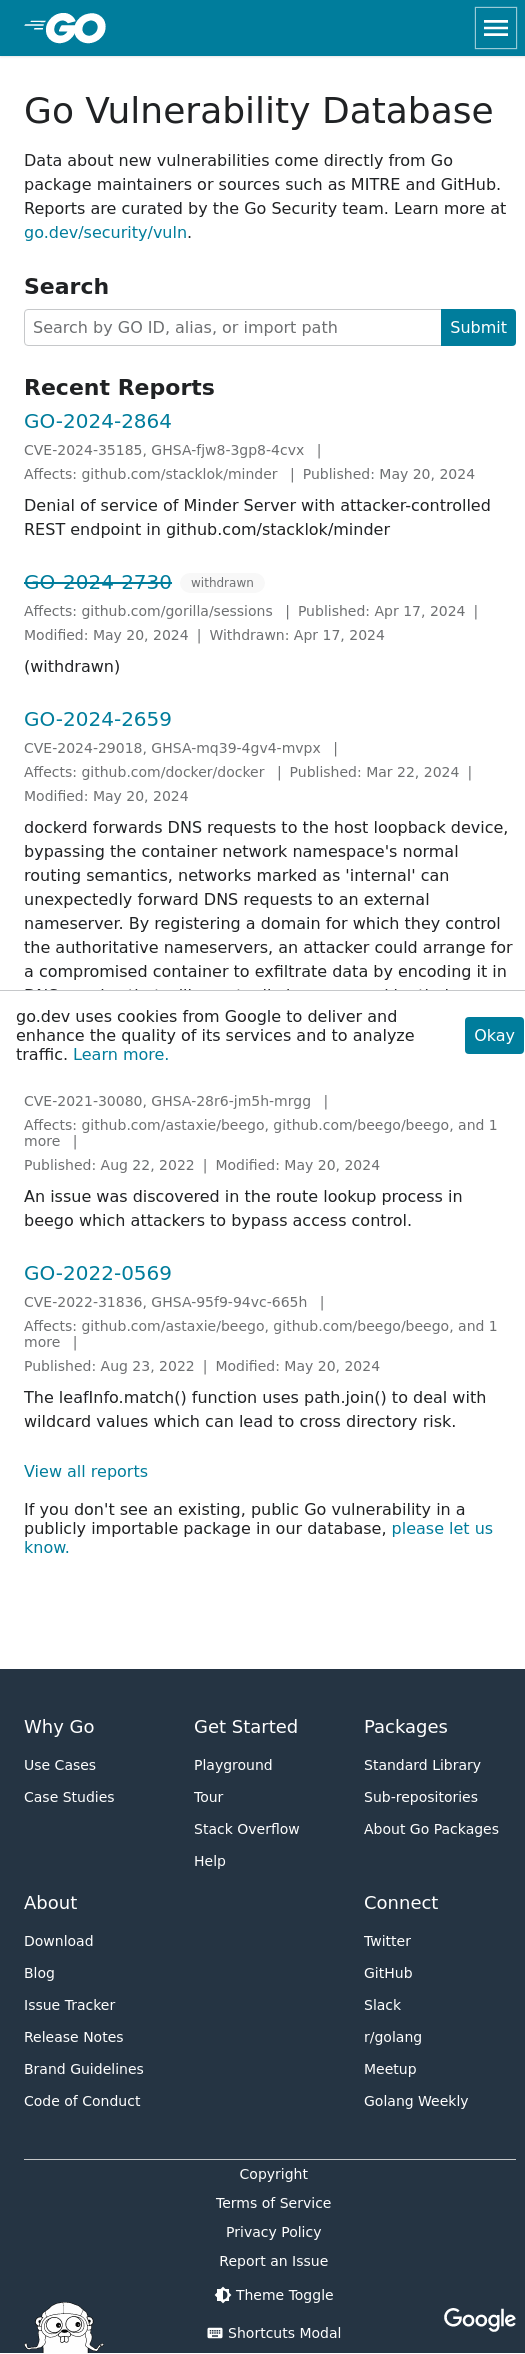 GO
Go Vulnerability Database
Data about new vulnerabilities come directly from Go
package maintainers or sources such as MITRE and GitHub.
Reports are curated by the Go Security team. Learn more at
go.dev/security/vuln.
Search
Search by GO ID, alias, or import path
Submit
Recent Reports
GO-2024-2864
CVE-2024-35185, GHSA-fjw8-3gp8-4cvx |
Affects: github.com/stacklok/minder | Published: May 20, 2024
Denial of service of Minder Server with attacker-controlled
REST endpoint in github.com/stacklok/minder
GO-2024-2730 withdrawn
Affects: github.com/gorilla/sessions | Published: Apr 17, 2024 |
Modified: May 20, 2024 | Withdrawn: Apr 17, 2024
(withdrawn)
GO-2024-2659
CVE-2024-29018, GHSA-mq39-4gv4-mvpx |
Affects: github.com/docker/docker | Published: Mar 22, 2024 |
Modified: May 20, 2024
dockerd forwards DNS requests to the host loopback device,
bypassing the container network namespace's normal
routing semantics, networks marked as 'internal' can
unexpectedly forward DNS requests to an external
nameserver. By registering a domain for which they control
the authoritative nameservers, an attacker could arrange for
a compromised container to exfiltrate data by encoding it in
go.dev uses cookies from Google to deliver and
enhance the quality of its services and to analyze
traffic. Learn more.
Okay
CVE-2021-30080, GHSA-28r6-jm5h-mrgg |
Affects: github.com/astaxie/beego, github.com/beego/beego, and 1
more |
Published: Aug 22, 2022 | Modified: May 20, 2024
An issue was discovered in the route lookup process in
beego which attackers to bypass access control.
GO-2022-0569
CVE-2022-31836, GHSA-95f9-94vc-665h |
Affects: github.com/astaxie/beego, github.com/beego/beego, and 1
more |
Published: Aug 23, 2022 | Modified: May 20, 2024
The leafInfo.match() function uses path.join() to deal with
wildcard values which can lead to cross directory risk.
View all reports
If you don't see an existing, public Go vulnerability in a
publicly importable package in our database, please let us
know.
Why Go
Use Cases
Case Studies
Get Started
Playground
Tour
Stack Overflow
Help
Packages
Standard Library
Sub-repositories
About Go Packages
About
Download
Blog
Issue Tracker
Release Notes
Brand Guidelines
Code of Conduct
Connect
Twitter
GitHub
Slack
r/golang
Meetup
Golang Weekly
Copyright
Terms of Service
Privacy Policy
Report an Issue
Theme Toggle
Shortcuts Modal
Google